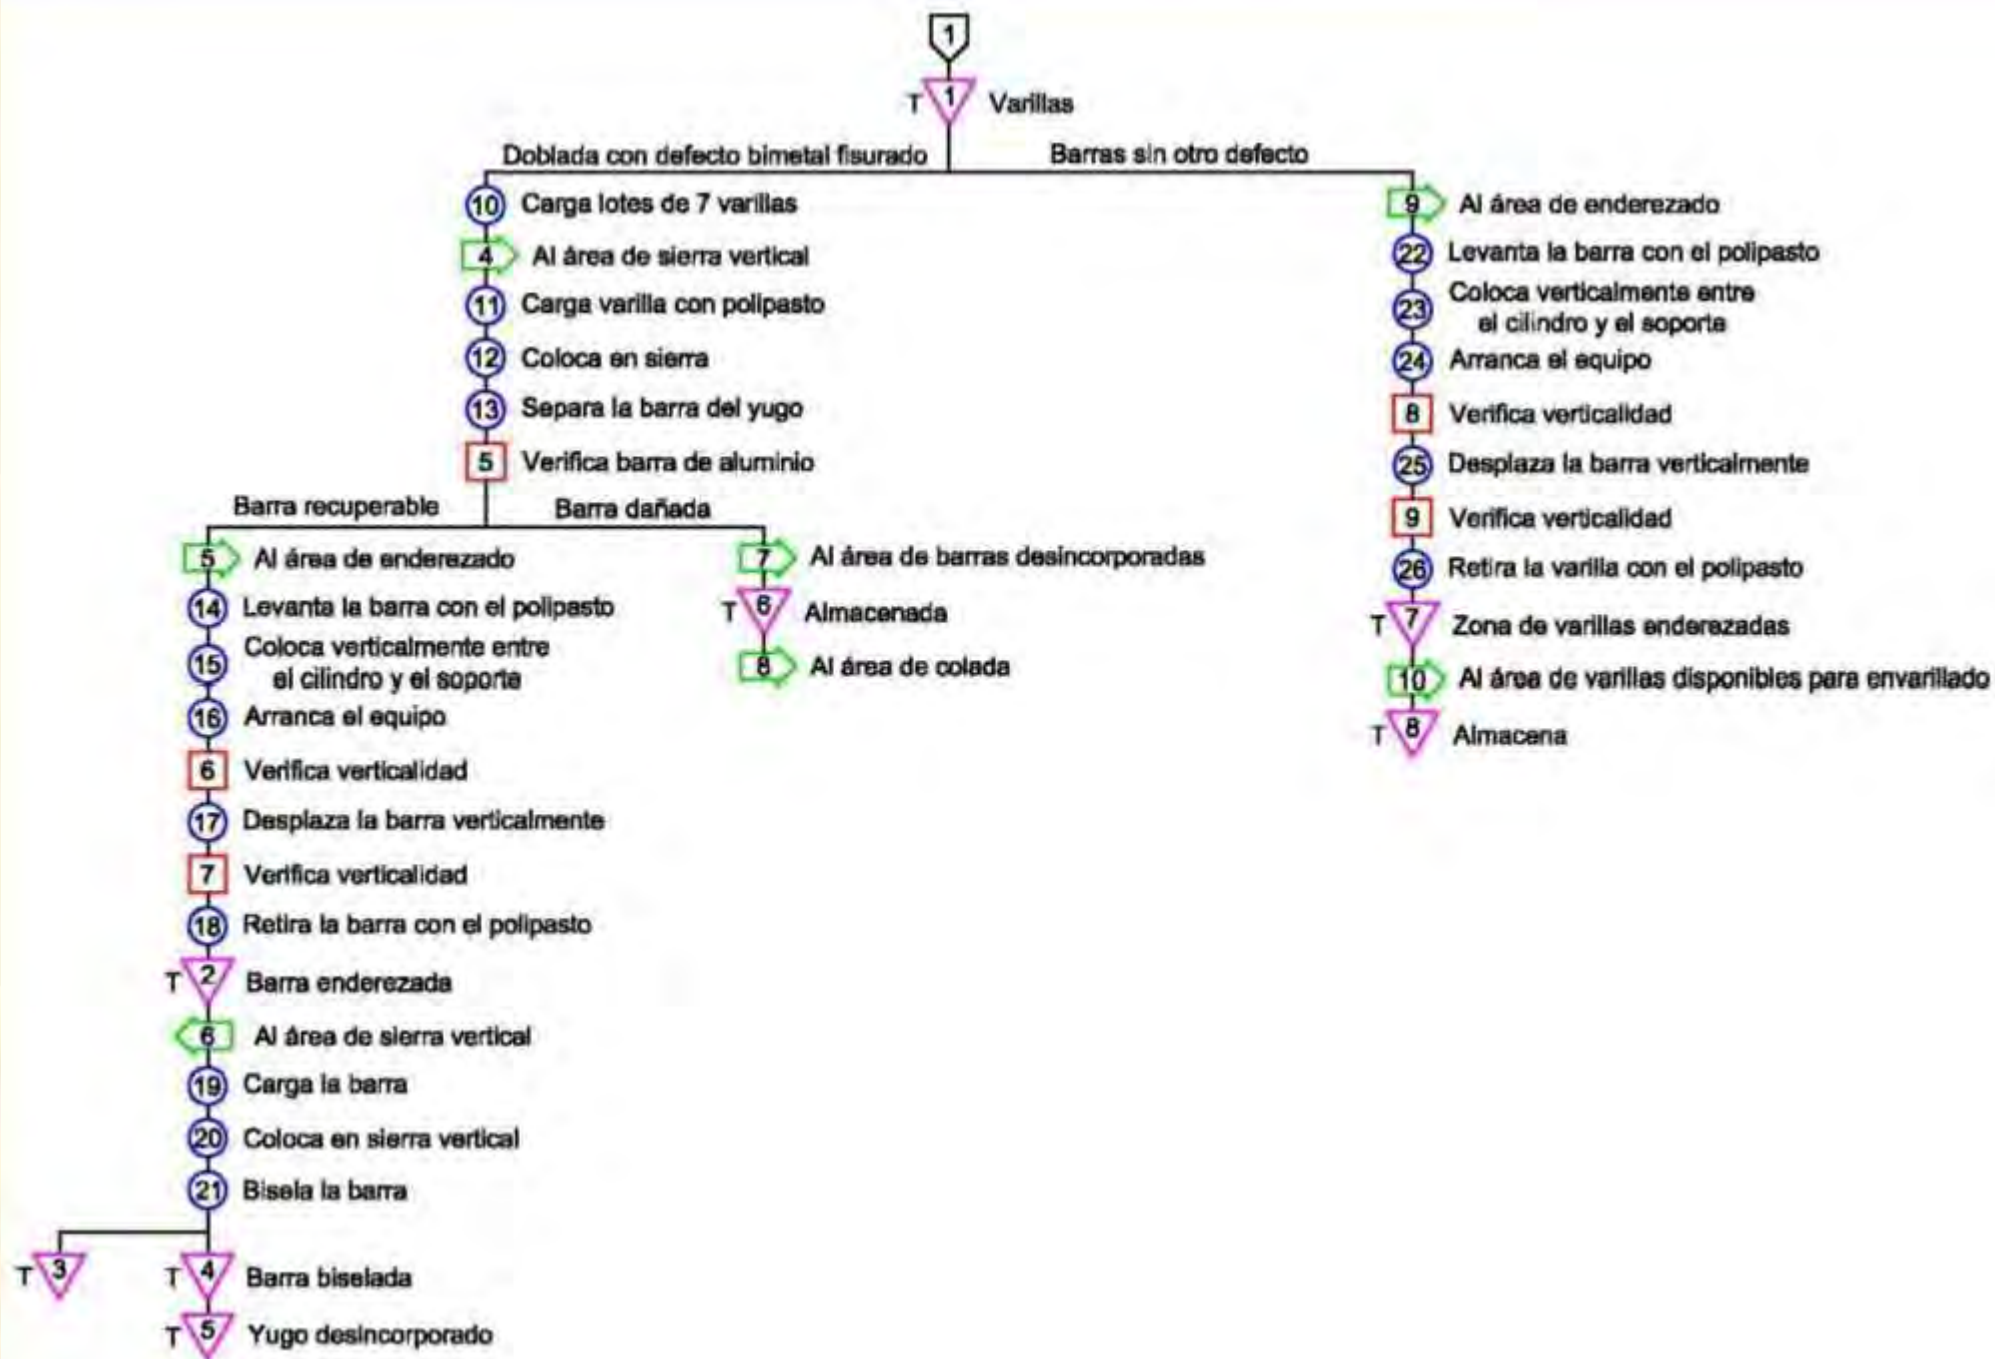 1
T 1 Varillas
Doblada con defecto bimetal fisurado
Barras sin otro defecto
10 Carga lotes de 7 varillas
4 Al área de sierra vertical
11 Carga varilla con polipasto
12 Coloca en sierra
13 Separa la barra del yugo
5 Verifica barra de aluminio
Barra recuperable
Barra dañada
5 Al área de enderezado
14 Levanta la barra con el polipasto
15 Coloca verticalmente entre
el cilindro y el soporte
16 Arranca el equipo
6 Verifica verticalidad
17 Desplaza la barra verticalmente
7 Verifica verticalidad
18 Retira la barra con el polipasto
T 2 Barra enderezada
6 Al área de sierra vertical
19 Carga la barra
20 Coloca en sierra vertical
21 Bisela la barra
T 3
T 4 Barra biselada
T 5 Yugo desincorporado
7 Al área de barras desincorporadas
T 6 Almacenada
8 Al área de colada
9 Al área de enderezado
22 Levanta la barra con el polipasto
23 Coloca verticalmente entre
el cilindro y el soporte
24 Arranca el equipo
8 Verifica verticalidad
25 Desplaza la barra verticalmente
9 Verifica verticalidad
26 Retira la varilla con el polipasto
T 7 Zona de varillas enderezadas
10 Al área de varillas disponibles para envarillado
T 8 Almacena